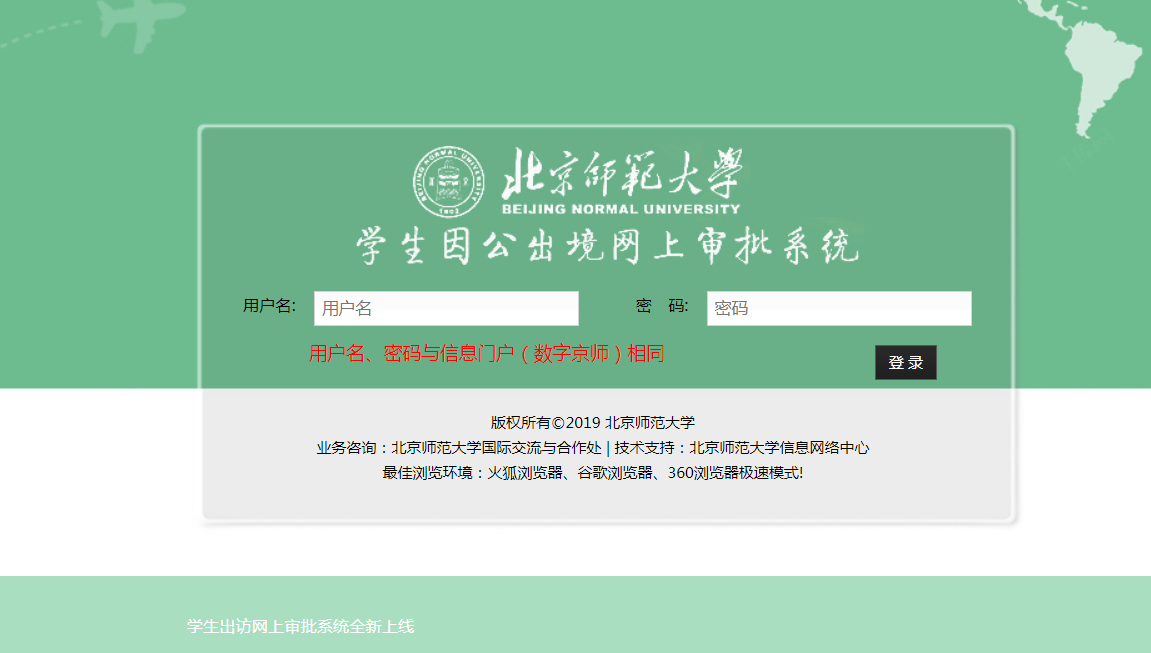 BEIJING NORMAL UNIVERSITY
1902
北京师範大學
BEIJING NORMAL UNIVERSITY
学生因公出境网上审批系统
用户名: 用户名 密 码: 密码
用户名、密码与信息门户（数字京师）相同
登 录
版权所有©2019 北京师范大学
业务咨询：北京师范大学国际交流与合作处 | 技术支持：北京师范大学信息网络中心
最佳浏览环境：火狐浏览器、谷歌浏览器、360浏览器极速模式!
学生出访网上审批系统全新上线